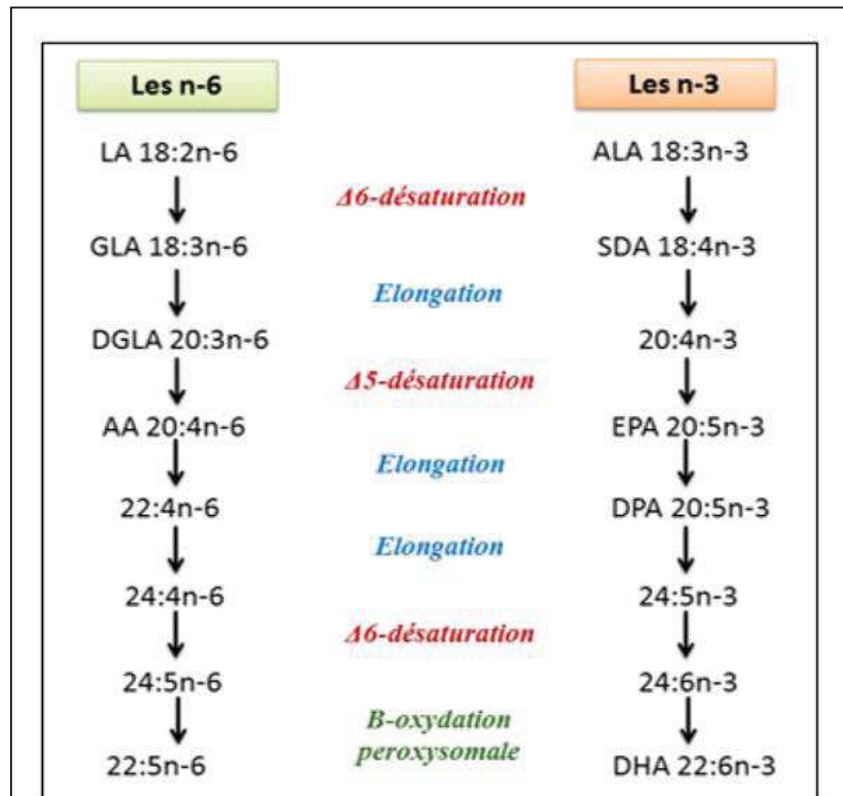 Les n-6
Les n-3
LA 18:2n-6
ALA 18:3n-3
Δ6-désaturation
GLA 18:3n-6
SDA 18:4n-3
Elongation
DGLA 20:3n-6
20:4n-3
Δ5-désaturation
AA 20:4n-6
EPA 20:5n-3
Elongation
22:4n-6
DPA 20:5n-3
Elongation
24:4n-6
24:5n-3
Δ6-désaturation
24:5n-6
24:6n-3
B-oxydation
peroxysomale
22:5n-6
DHA 22:6n-3